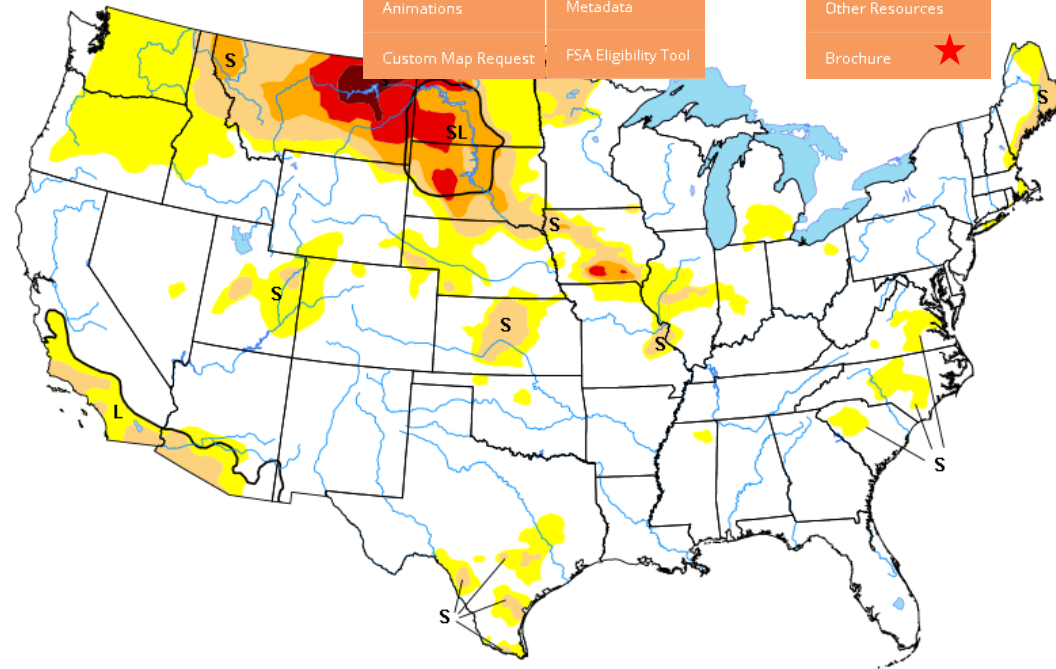 Animations
Metadata
Other Resources
Custom Map Request
FSA Eligibility Tool
Brochure
S
S
SL
S
S
S
S
L
S
S